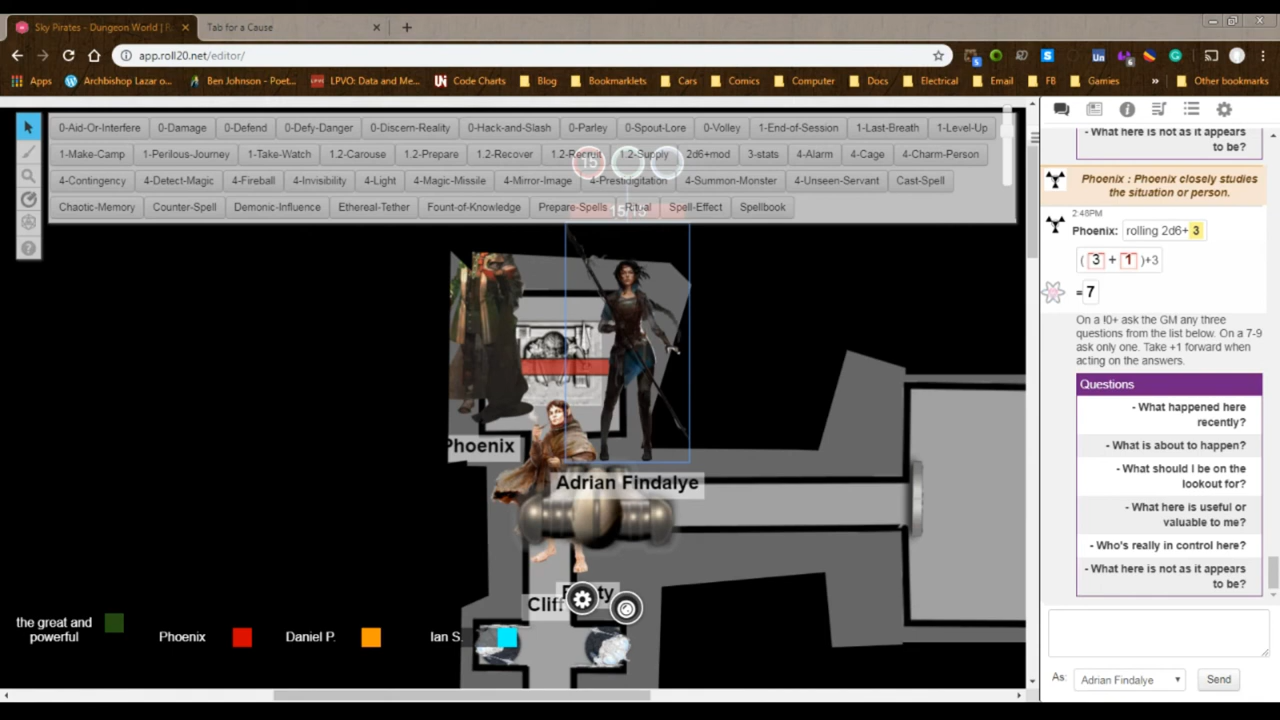 Sky Pirates - Dungeon World | R
Tab for a Cause
app.roll20.net/editor/
Apps
Archbishop Lazar o...
Ben Johnson - Poet...
LPVO: Data and Me...
Code Charts
Blog
Bookmarklets
Cars
Comics
Computer
Docs
Electrical
Email
FB
Gamies
»
Other bookmarks
0-Aid-Or-Interfere 0-Damage 0-Defend 0-Defy-Danger 0-Discern-Reality 0-Hack-and-Slash 0-Parley 0-Spout-Lore 0-Volley 1-End-of-Session 1-Last-Breath 1-Level-Up
1-Make-Camp 1-Perilous-Journey 1-Take-Watch 1.2-Carouse 1.2-Prepare 1.2-Recover 1.2-Recruit 1.2-Supply 2d6+mod 3-stats 4-Alarm 4-Cage 4-Charm-Person
15
4-Contingency 4-Detect-Magic 4-Fireball 4-Invisibility 4-Light 4-Magic-Missile 4-Mirror-Image 4-Prestidigitation 4-Summon-Monster 4-Unseen-Servant Cast-Spell
Chaotic-Memory Counter-Spell Demonic-Influence Ethereal-Tether Fount-of-Knowledge Prepare-Spells Ritual Spell-Effect Spellbook
15/15
Phoenix
Adrian Findalye
Cliff
the great and
powerful
Phoenix
Daniel P.
Ian S.
- What here is not as it appears
to be?
Phoenix : Phoenix closely studies
the situation or person.
2:48PM
Phoenix: rolling 2d6+ 3
( 3 + 1 )+3
= 7
On a 10+ ask the GM any three
questions from the list below. On a 7-9
ask only one. Take +1 forward when
acting on the answers.
Questions
- What happened here
recently?
- What is about to happen?
- What should I be on the
lookout for?
- What here is useful or
valuable to me?
- Who's really in control here?
- What here is not as it appears
to be?
As:
Adrian Findalye
Send